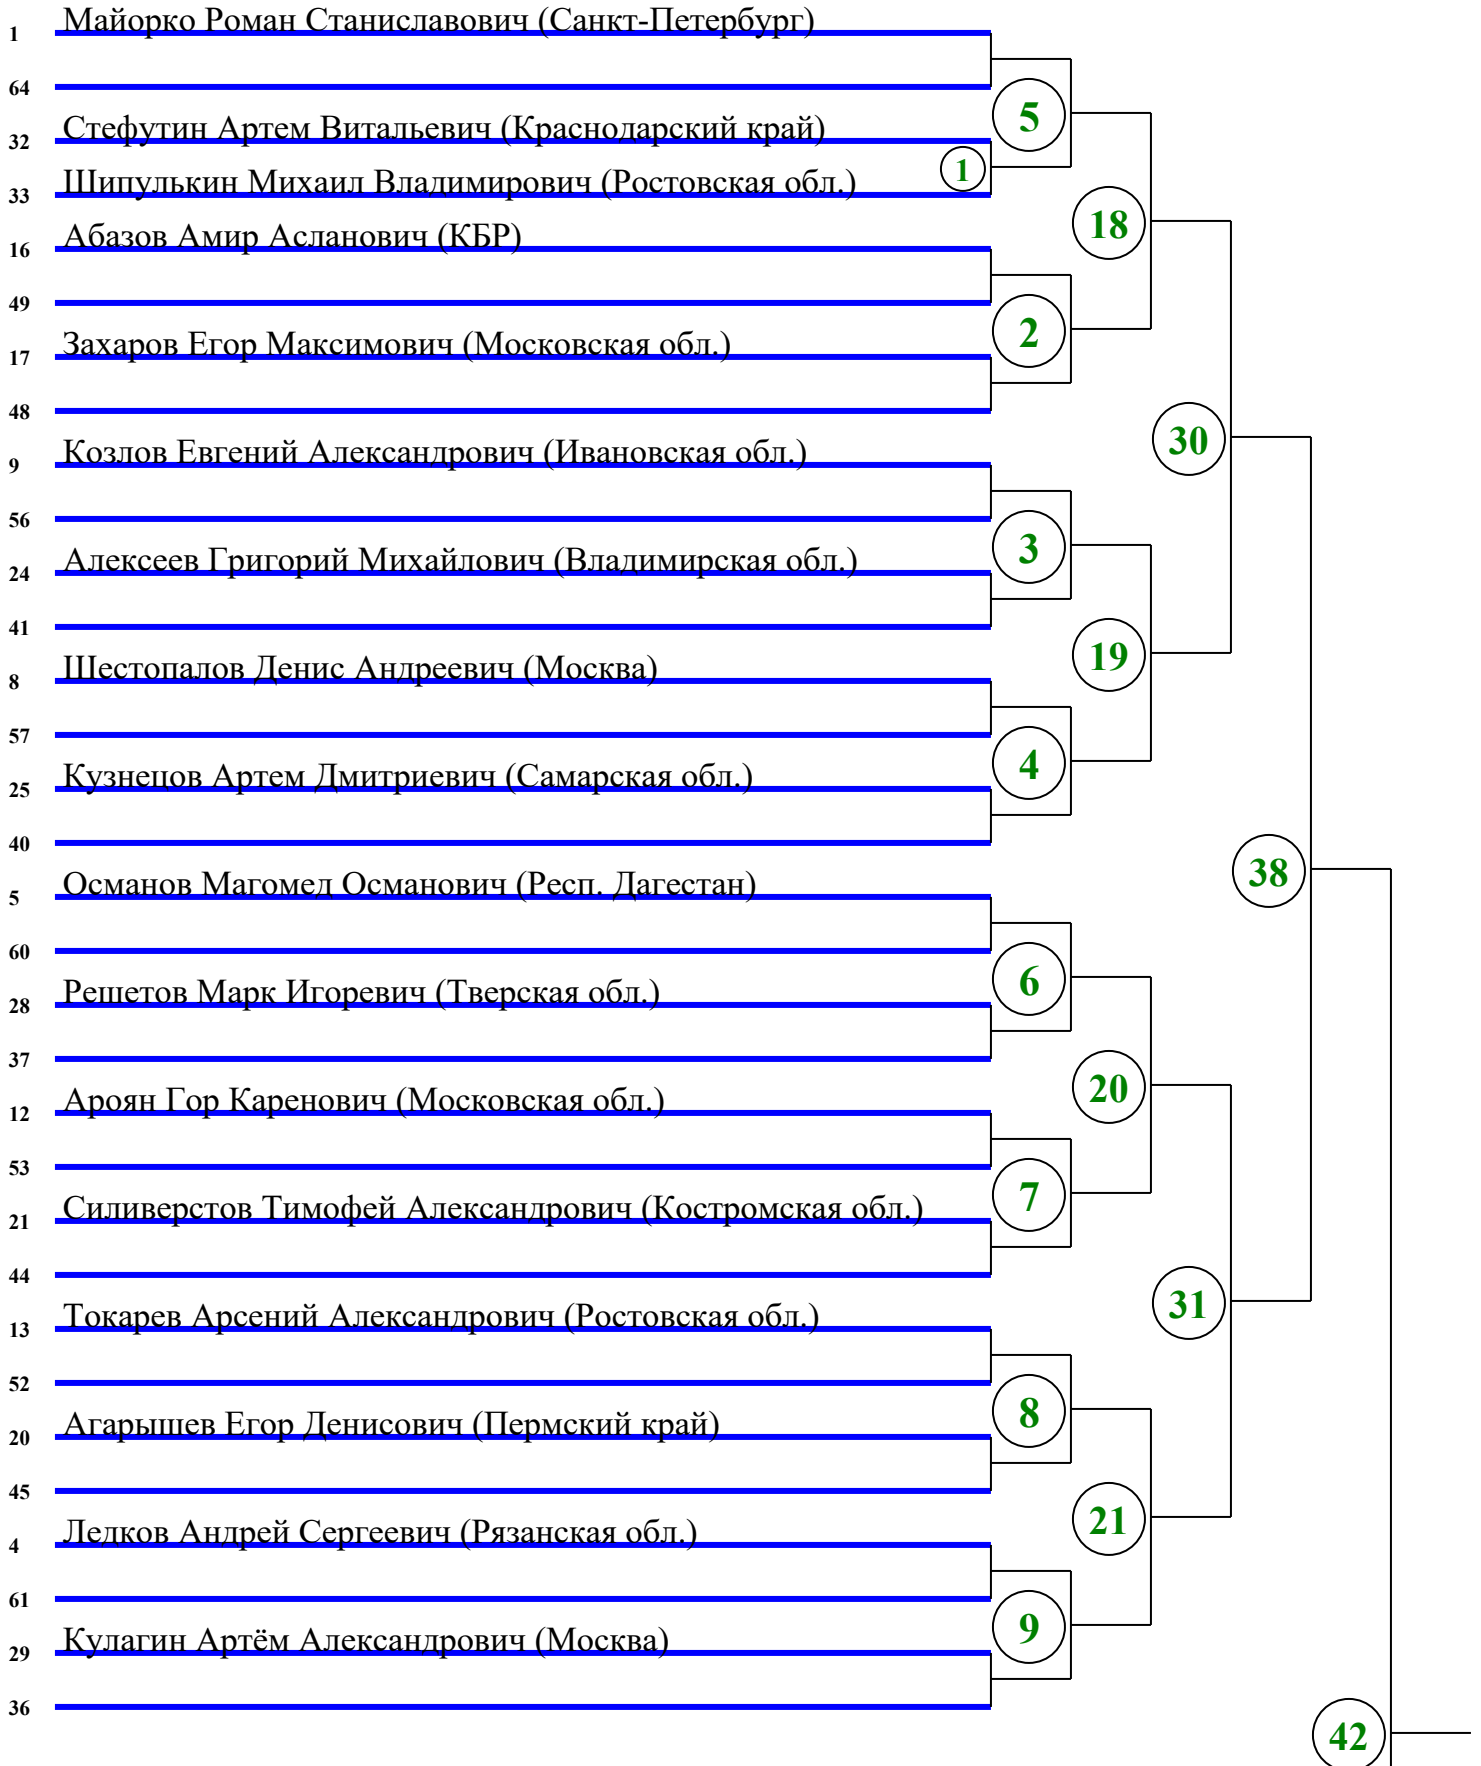 1 Майорко Роман Станиславович (Санкт-Петербург)
64
5
32 Стефутин Артем Витальевич (Краснодарский край)
1
33 Шипулькин Михаил Владимирович (Ростовская обл.)
18
16 Абазов Амир Асланович (КБР)
49
2
17 Захаров Егор Максимович (Московская обл.)
48
30
9 Козлов Евгений Александрович (Ивановская обл.)
56
3
24 Алексеев Григорий Михайлович (Владимирская обл.)
41
19
8 Шестопалов Денис Андреевич (Москва)
57
4
25 Кузнецов Артем Дмитриевич (Самарская обл.)
40
38
5 Османов Магомед Османович (Респ. Дагестан)
60
6
28 Решетов Марк Игоревич (Тверская обл.)
37
20
12 Ароян Гор Каренович (Московская обл.)
53
7
21 Силиверстов Тимофей Александрович (Костромская обл.)
44
31
13 Токарев Арсений Александрович (Ростовская обл.)
52
8
20 Агарышев Егор Денисович (Пермский край)
45
21
4 Ледков Андрей Сергеевич (Рязанская обл.)
61
9
29 Кулагин Артём Александрович (Москва)
36
42